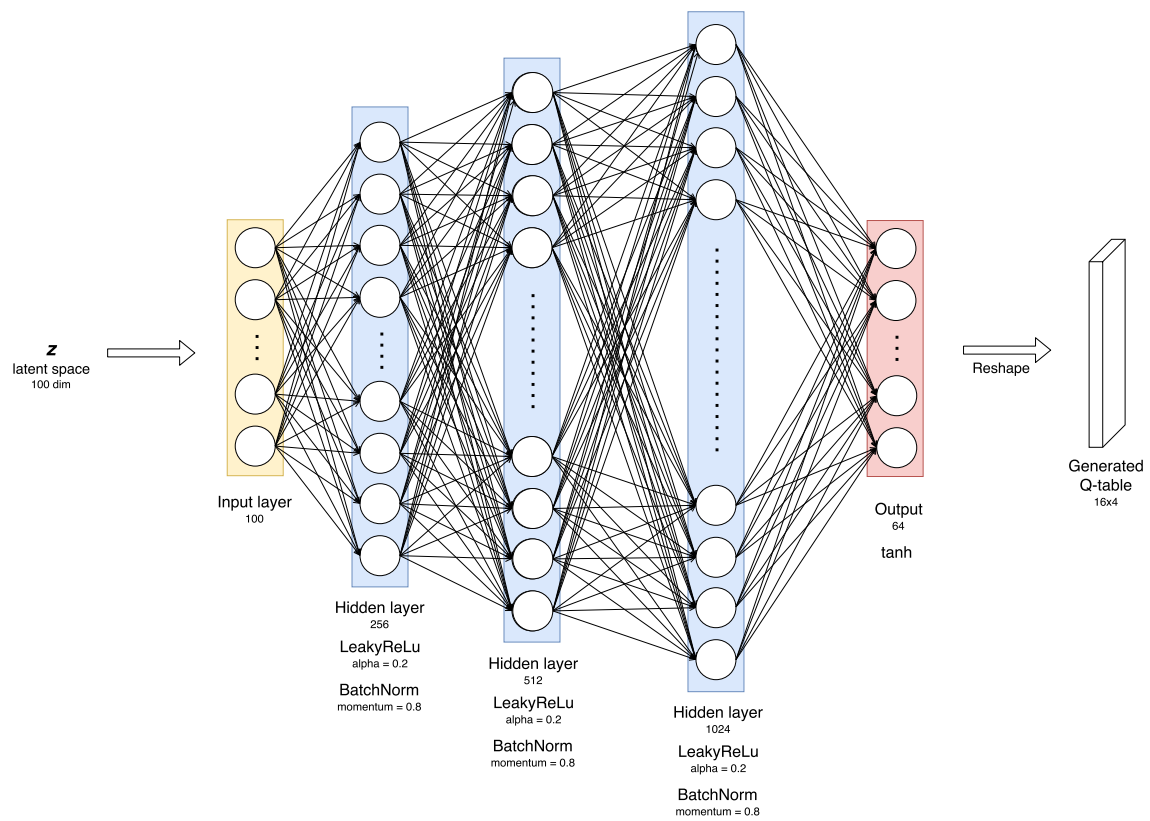 z
latent space
100 dim
Input layer
100
Hidden layer
256
LeakyReLu
alpha = 0.2
BatchNorm
momentum = 0.8
Hidden layer
512
LeakyReLu
alpha = 0.2
BatchNorm
momentum = 0.8
Hidden layer
1024
LeakyReLu
alpha = 0.2
BatchNorm
momentum = 0.8
Output
64
tanh
Reshape
Generated
Q-table
16x4